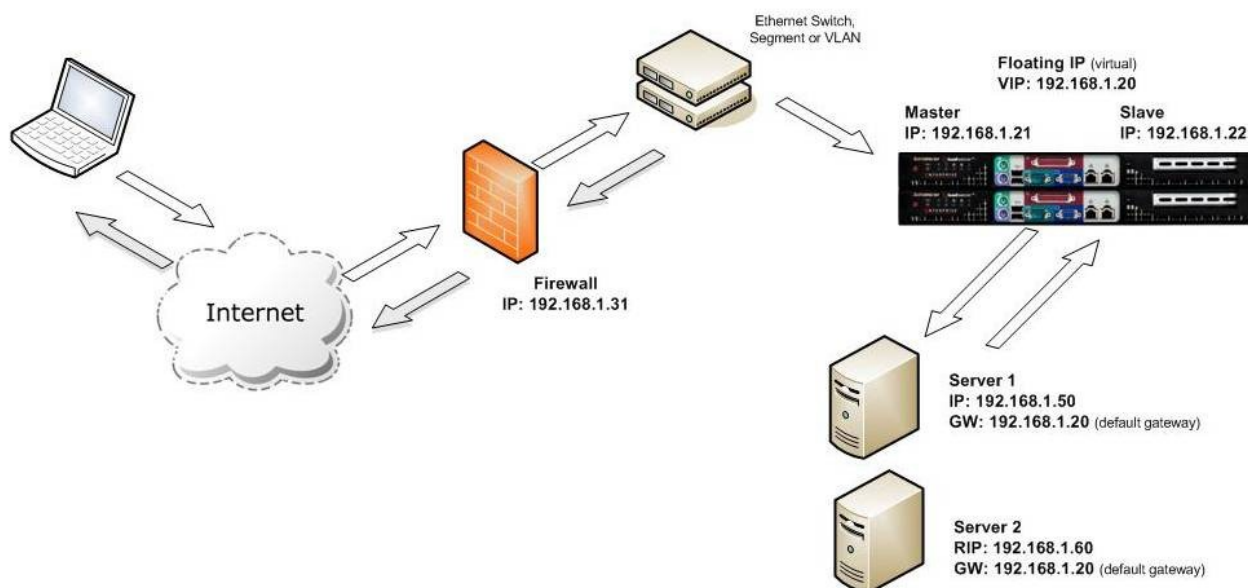 Ethernet Switch,
Segment or VLAN
Floating IP (virtual)
VIP: 192.168.1.20
Master
IP: 192.168.1.21
Slave
IP: 192.168.1.22
Firewall
IP: 192.168.1.31
Internet
Server 1
IP: 192.168.1.50
GW: 192.168.1.20 (default gateway)
Server 2
RIP: 192.168.1.60
GW: 192.168.1.20 (default gateway)